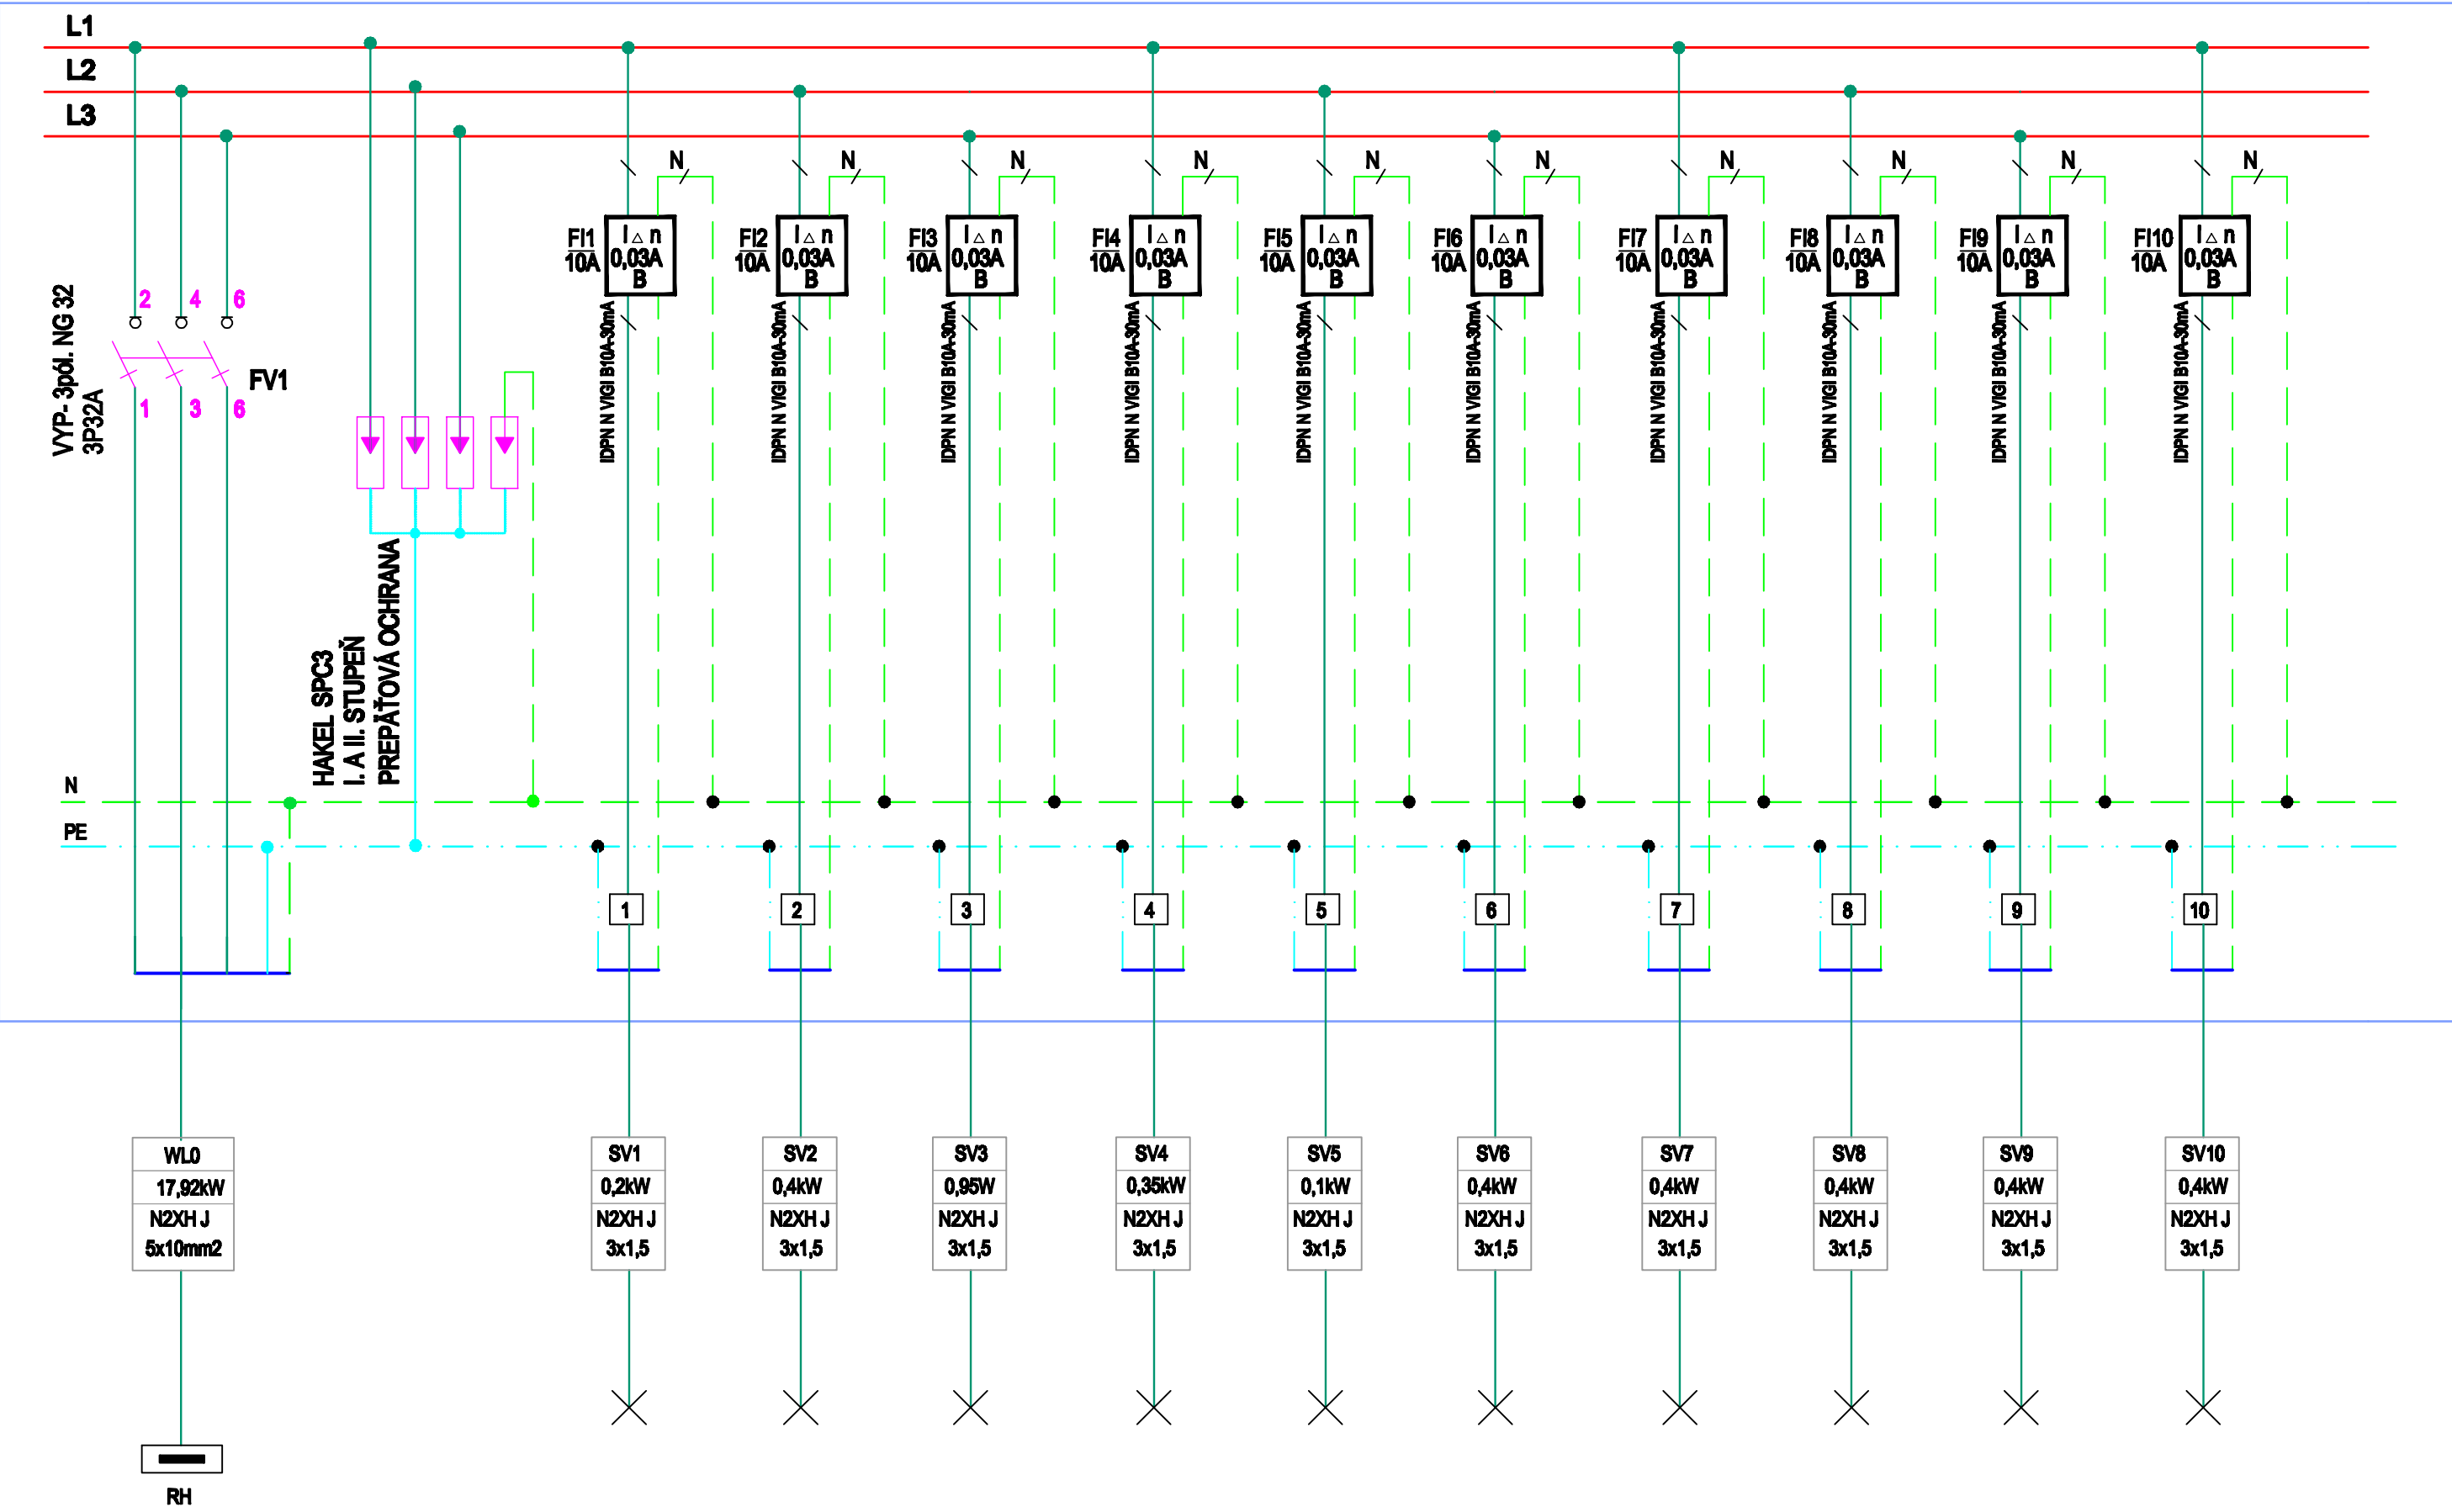 L1
L2
L3
N
N
N
N
N
N
N
N
N
N
FI1
10A
I △ n
0,03A
B
FI2
10A
I △ n
0,03A
B
FI3
10A
I △ n
0,03A
B
FI4
10A
I △ n
0,03A
B
FI5
10A
I △ n
0,03A
B
FI6
10A
I △ n
0,03A
B
FI7
10A
I △ n
0,03A
B
FI8
10A
I △ n
0,03A
B
FI9
10A
I △ n
0,03A
B
FI10
10A
I △ n
0,03A
B
VYP- 3pól. NG 32
3P32A
2 4 6
FV1
1 3 6
IDPN N VIGI B10A-30mA
IDPN N VIGI B10A-30mA
IDPN N VIGI B10A-30mA
IDPN N VIGI B10A-30mA
IDPN N VIGI B10A-30mA
IDPN N VIGI B10A-30mA
IDPN N VIGI B10A-30mA
IDPN N VIGI B10A-30mA
IDPN N VIGI B10A-30mA
IDPN N VIGI B10A-30mA
HAKEL SPC3
I. A II. STUPEŇ
PREPÄŤOVÁ OCHRANA
N
PE
1
2
3
4
5
6
7
8
9
10
WL0
17,92kW
N2XH J
5x10mm2
SV1
0,2kW
N2XH J
3x1,5
SV2
0,4kW
N2XH J
3x1,5
SV3
0,95W
N2XH J
3x1,5
SV4
0,35kW
N2XH J
3x1,5
SV5
0,1kW
N2XH J
3x1,5
SV6
0,4kW
N2XH J
3x1,5
SV7
0,4kW
N2XH J
3x1,5
SV8
0,4kW
N2XH J
3x1,5
SV9
0,4kW
N2XH J
3x1,5
SV10
0,4kW
N2XH J
3x1,5
RH